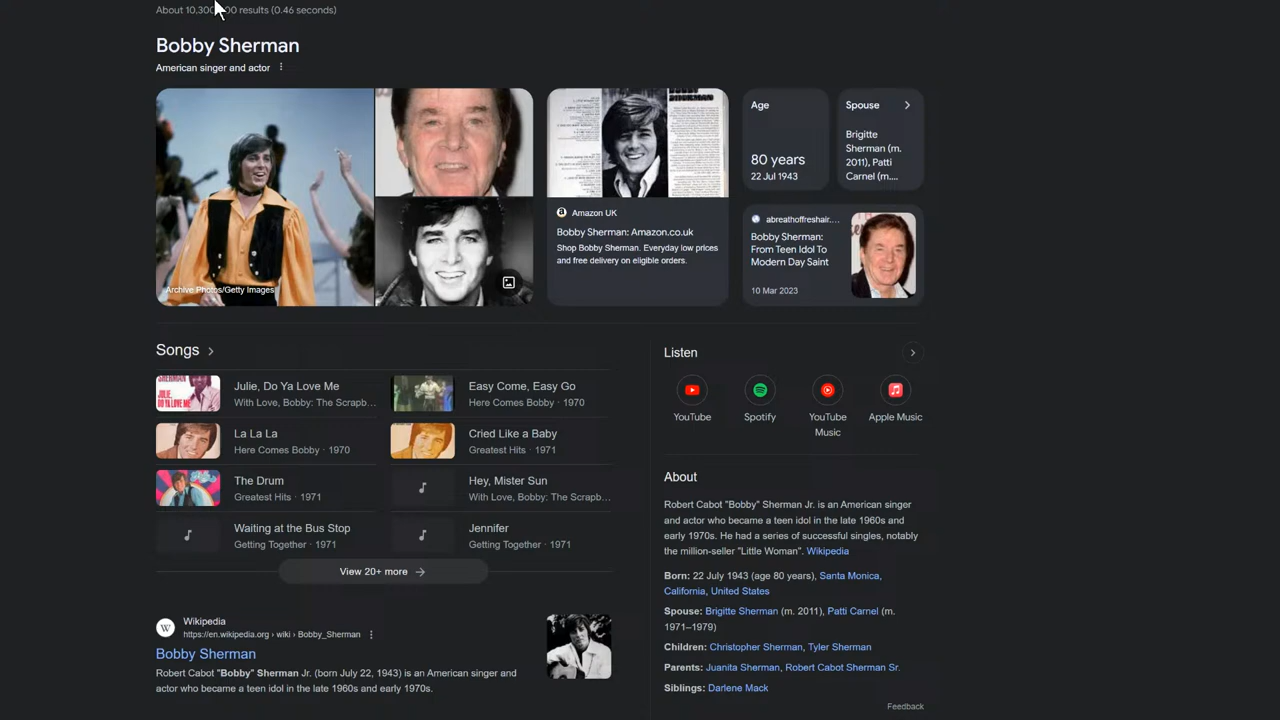 About 10,300,000 results (0.46 seconds)
Bobby Sherman
American singer and actor
Archive Photos/Getty Images
Amazon UK
Bobby Sherman: Amazon.co.uk
Shop Bobby Sherman. Everyday low prices
and free delivery on eligible orders.
Age
80 years
22 Jul 1943
Spouse
Brigitte
Sherman (m.
2011), Patti
Carnel (m....
abreathoffreshair....
Bobby Sherman:
From Teen Idol To
Modern Day Saint
10 Mar 2023
Songs
SHERMAN
JULIE,
DO YA LOVE
ME
Julie, Do Ya Love Me
With Love, Bobby: The Scrapb...
Easy Come, Easy Go
Here Comes Bobby · 1970
La La La
Here Comes Bobby · 1970
Cried Like a Baby
Greatest Hits · 1971
The Drum
Greatest Hits · 1971
Hey, Mister Sun
With Love, Bobby: The Scrapb...
Waiting at the Bus Stop
Getting Together · 1971
Jennifer
Getting Together · 1971
View 20+ more
Listen
YouTube
Spotify
YouTube
Music
Apple Music
About
Robert Cabot "Bobby" Sherman Jr. is an American singer
and actor who became a teen idol in the late 1960s and
early 1970s. He had a series of successful singles, notably
the million-seller "Little Woman". Wikipedia
Born: 22 July 1943 (age 80 years), Santa Monica,
California, United States
Spouse: Brigitte Sherman (m. 2011), Patti Carnel (m.
1971–1979)
Children: Christopher Sherman, Tyler Sherman
Parents: Juanita Sherman, Robert Cabot Sherman Sr.
Siblings: Darlene Mack
Feedback
W
Wikipedia
https://en.wikipedia.org › wiki › Bobby_Sherman
Bobby Sherman
Robert Cabot "Bobby" Sherman Jr. (born July 22, 1943) is an American singer and
actor who became a teen idol in the late 1960s and early 1970s.